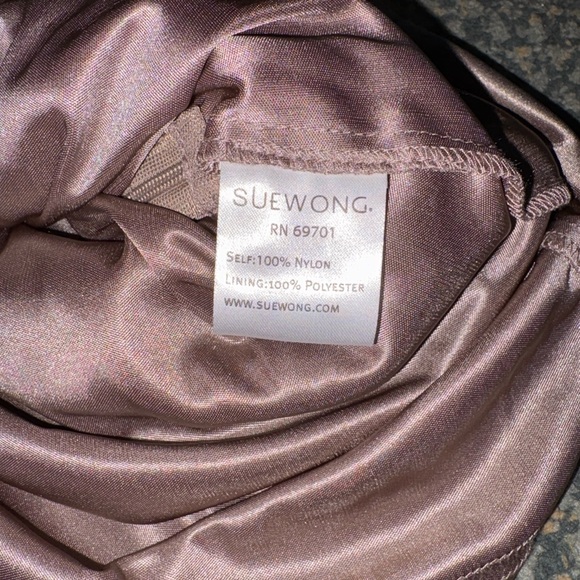 SUEWONG.
RN 69701
SELF:100% NYLON
LINING:100% POLYESTER
WWW.SUEWONG.COM